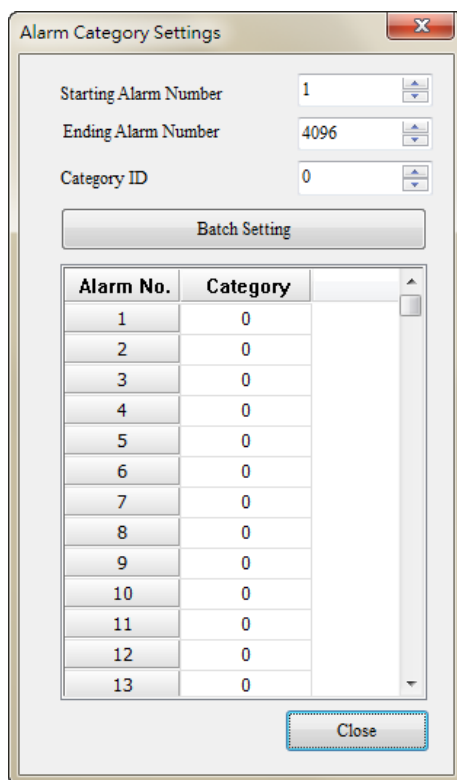 Alarm Category Settings
Starting Alarm Number 1
Ending Alarm Number 4096
Category ID 0
Batch Setting
Alarm No. Category
1 0
2 0
3 0
4 0
5 0
6 0
7 0
8 0
9 0
10 0
11 0
12 0
13 0
Close